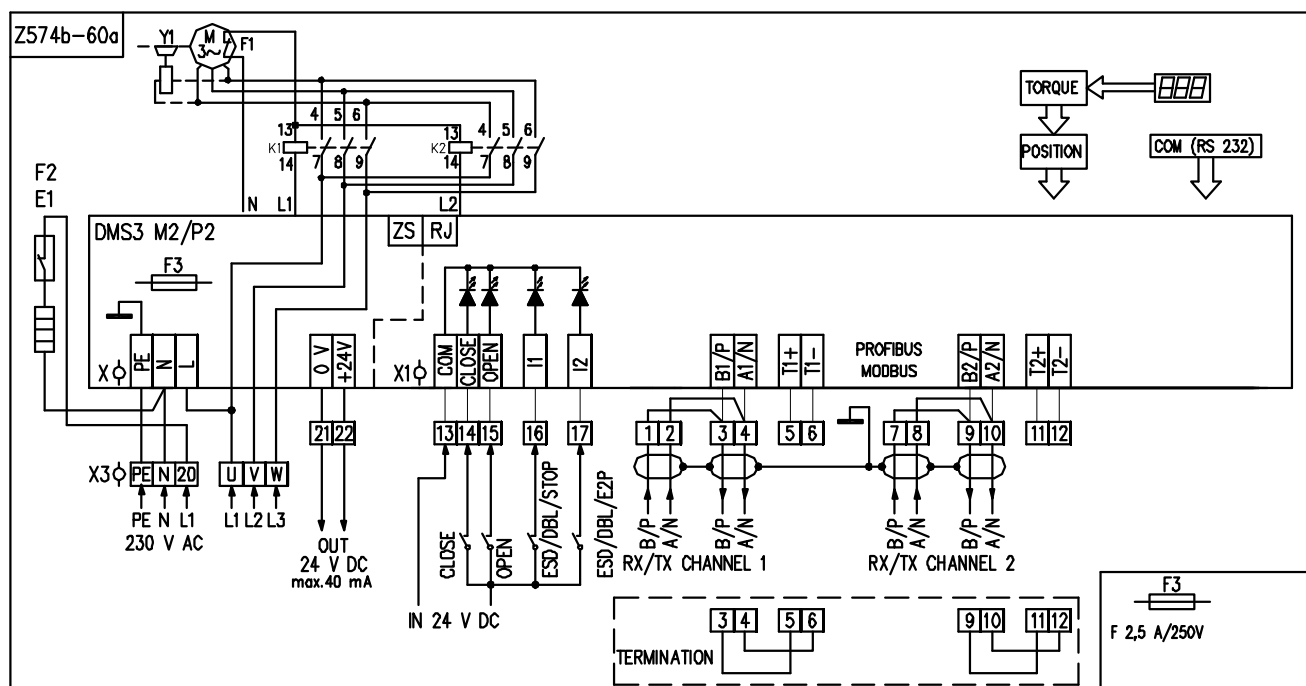 Z574b-60a
Y1
M
3~
F1
TORQUE
888
POSITION
COM (RS 232)
4 5 6
13
K1
14
7 8 9
13
K2
14
4 5 6
7 8 9
F2
E1
N L1
L2
DMS3 M2/P2
ZS RJ
F3
X
PE
N
L
0 V
+24V
X1
COM
CLOSE
OPEN
I1
I2
B1/P
A1/N
T1+
T1-
PROFIBUS
MODBUS
B2/P
A2/N
T2+
T2-
21 22
13 14 15 16 17
1 2 3 4 5 6
7 8 9 10 11 12
X3
PE N 20
U V W
PE N L1
230 V AC
L1 L2 L3
OUT
24 V DC
max.40 mA
CLOSE
OPEN
ESD/DBL/STOP
ESD/DBL/E2P
IN 24 V DC
B/P
A/N
B/P
A/N
RX/TX CHANNEL 1
B/P
A/N
B/P
A/N
RX/TX CHANNEL 2
TERMINATION
3 4 5 6
9 10 11 12
F3
F 2,5 A/250V